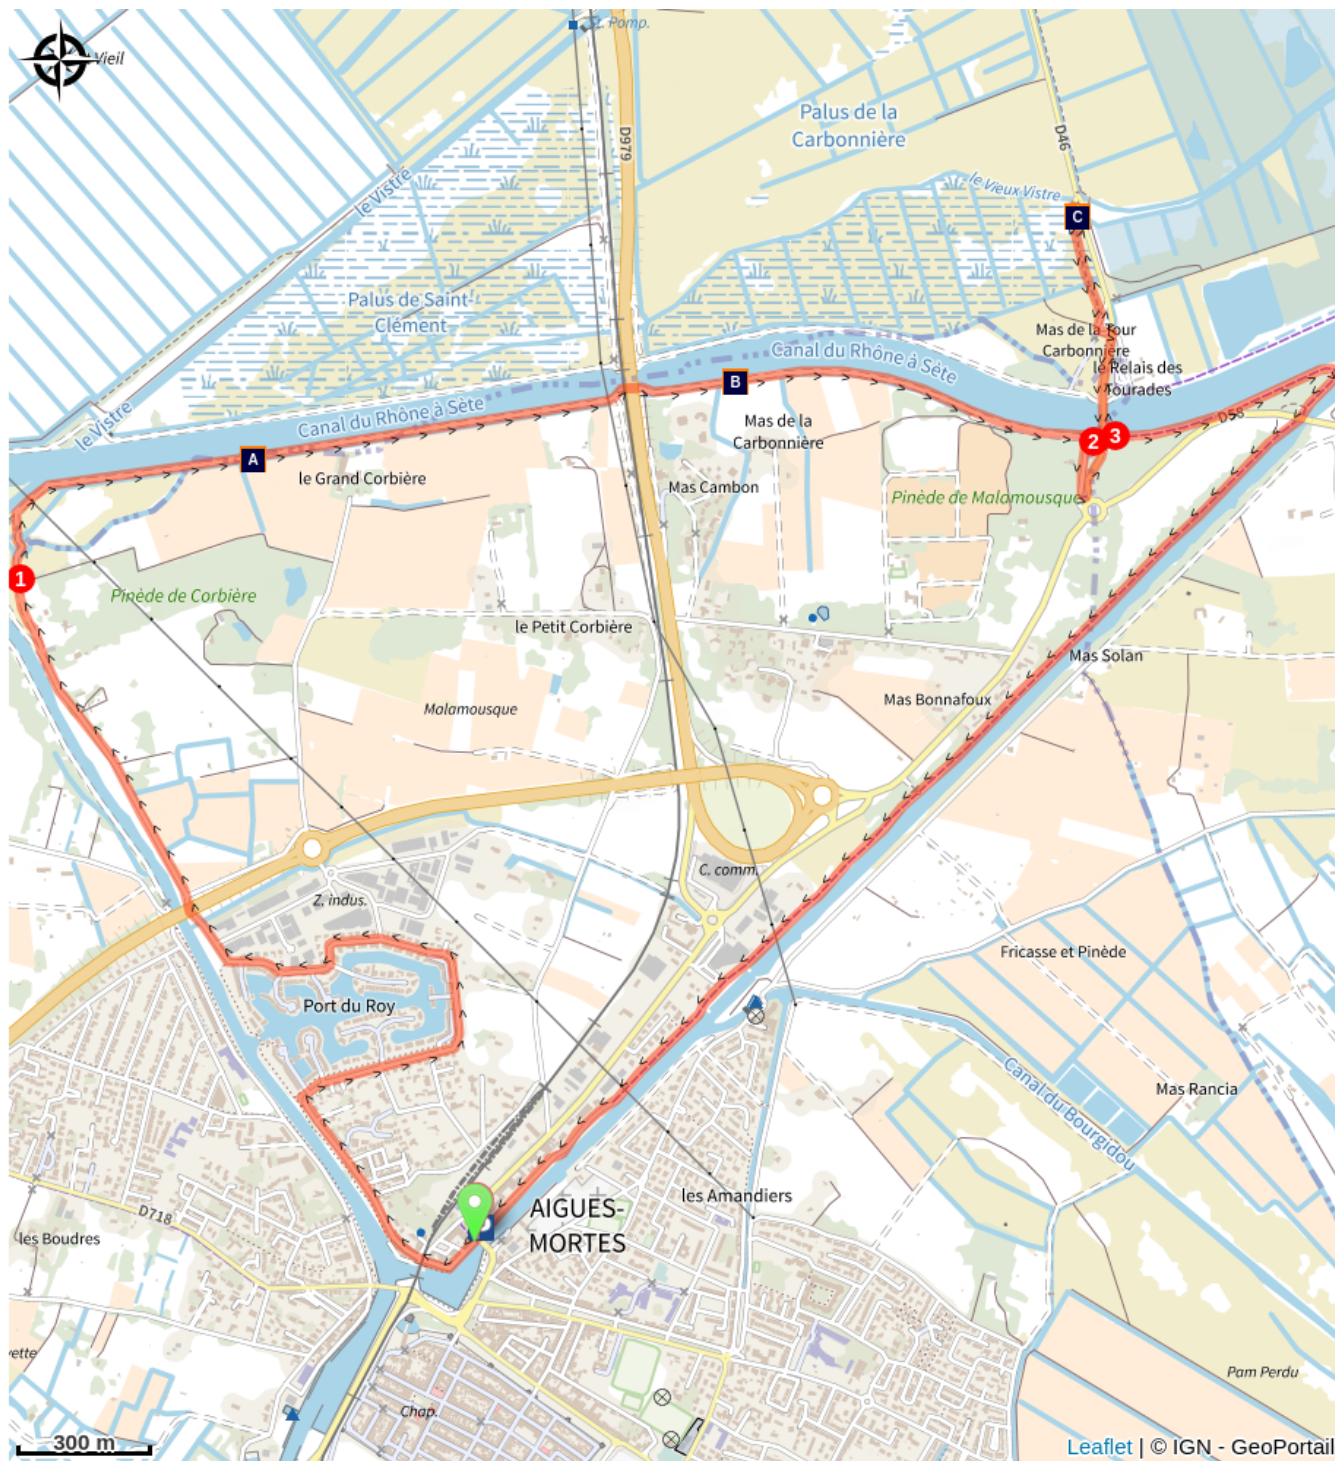 St. Pomp.
Vieil
Palus de la
Carbonnière
D979
D46
le Vistre
le Vieux Vistre
C
Palus de Saint-
Clément
Mas de la Tour
Carbonnière
Canal du Rhône à Sète
le Relais des
Tourades
B
le Vistre
Canal du Rhône à Sète
D58
Mas de la
Carbonnière
2
3
A
le Grand Corbière
Mas Cambon
Pinède de Malamousque
1
Pinède de Corbière
le Petit Corbière
Mas Solan
Mas Bonnafoux
Malamousque
C. comm.
Z. indus.
Fricasse et Pinède
Port du Roy
Canal du Bourgidou
Mas Rancia
les Amandiers
AIGUES-
MORTES
D718
les Boudres
ette
Pam Perdu
Chap.
300 m
Leaflet | © IGN - GeoPortail